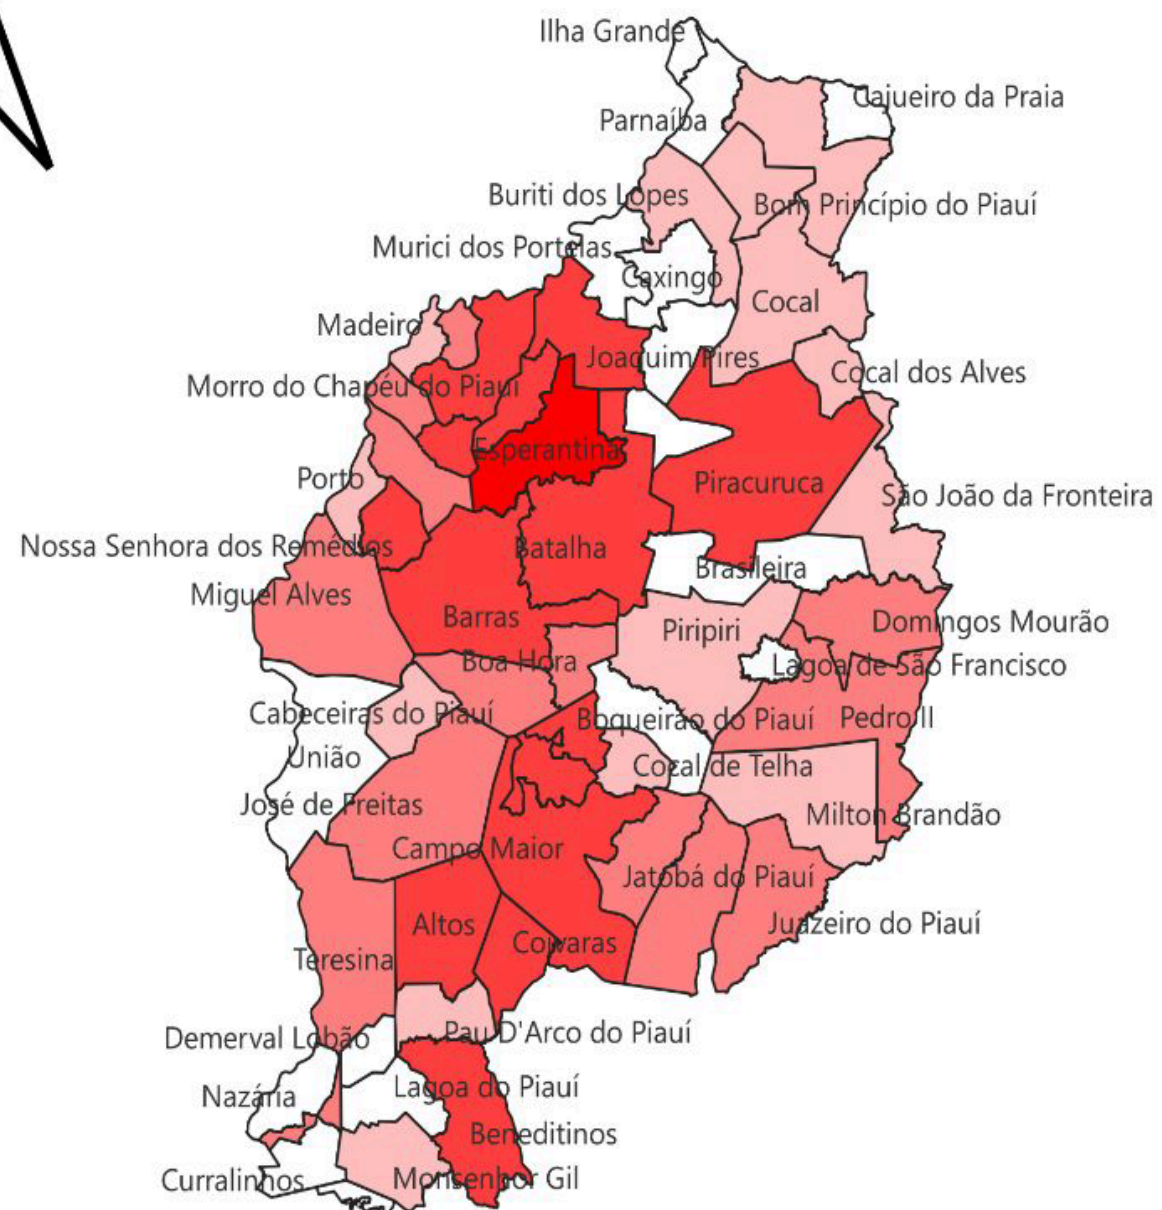 Ilha Grande
Cajueiro da Praia
Parnaíba
Buriti dos Lopes
Bom Princípio do Piauí
Murici dos Portelas
Caxingó
Cocal
Madeiro
Joaquim Pires
Cocal dos Alves
Morro do Chapéu do Piauí
Esperantina
Porto
Piracuruca
São João da Fronteira
Nossa Senhora dos Remédios
Batalha
Brasileira
Miguel Alves
Barras
Piripiri
Domingos Mourão
Boa Hora
Lagoa de São Francisco
Cabeceiras do Piauí
Boqueirão do Piauí
Pedro II
União
Cocal de Telha
José de Freitas
Milton Brandão
Campo Maior
Jatobá do Piauí
Altos
Juazeiro do Piauí
Coivaras
Teresina
Demerval Lobão
Pau D'Arco do Piauí
Nazária
Lagoa do Piauí
Beneditinos
Curralinhos
Monsenhor Gil